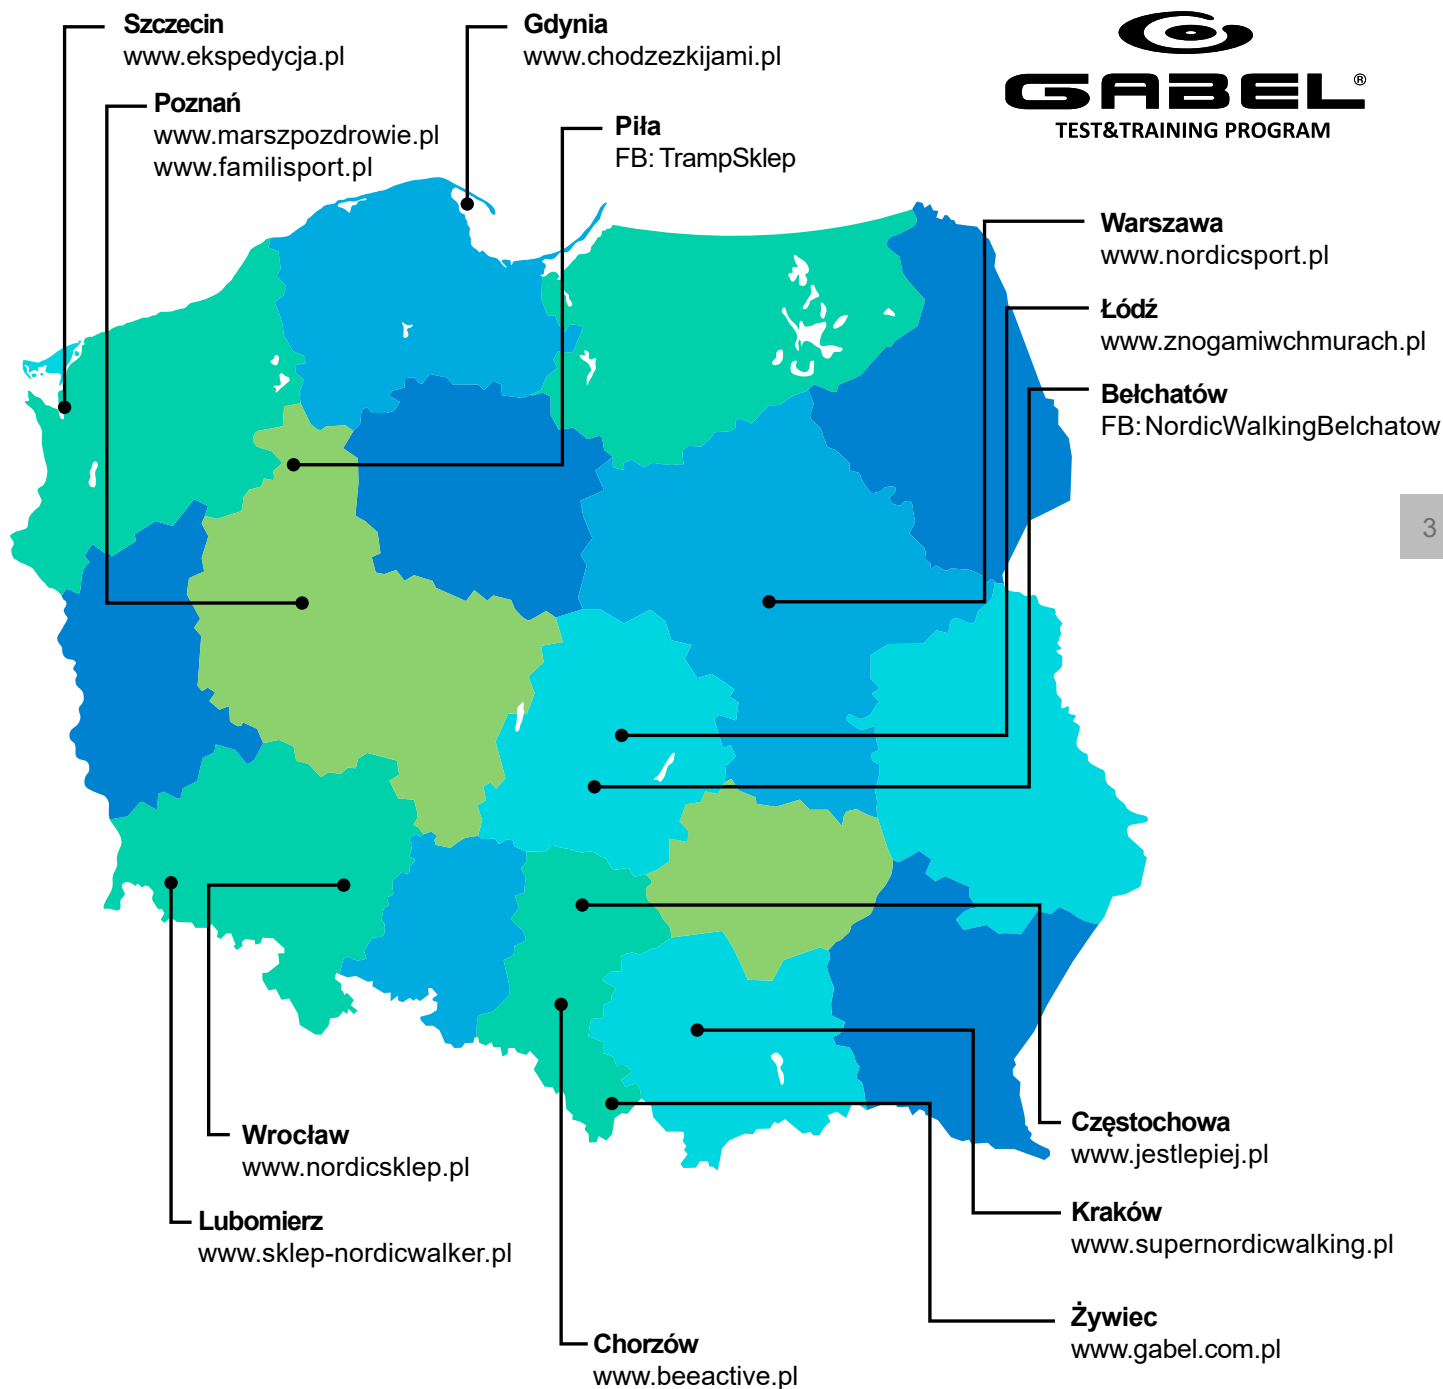 Szczecin
www.ekspedycja.pl
Gdynia
www.chodzezkijami.pl
GABEL®
TEST&TRAINING PROGRAM
Poznań
www.marszpozdrowie.pl
www.familisport.pl
Piła
FB: TrampSklep
Warszawa
www.nordicsport.pl
Łódź
www.znogamiwchmurach.pl
Bełchatów
FB: NordicWalkingBelchatow
3
Wrocław
www.nordicsklep.pl
Lubomierz
www.sklep-nordicwalker.pl
Częstochowa
www.jestlepiej.pl
Kraków
www.supernordicwalking.pl
Żywiec
www.gabel.com.pl
Chorzów
www.beeactive.pl